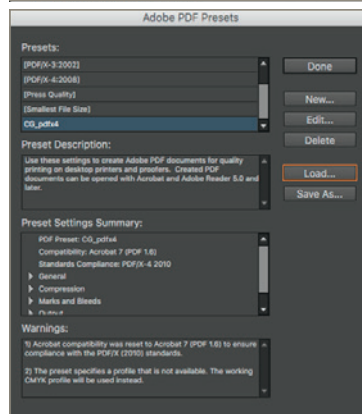 Adobe PDF Presets
Presets:
[PDF/X-3:2002]
[PDF/X-4:2008]
[Press Quality]
[Smallest File Size]
CG_pdfx4
Done
New...
Edit...
Delete
Load...
Save As...
Preset Description:
Use these settings to create Adobe PDF documents for quality
printing on desktop printers and proofers. Created PDF
documents can be opened with Acrobat and Adobe Reader 5.0 and
later.
Preset Settings Summary:
PDF Preset: CG_pdfx4
Compatibility: Acrobat 7 (PDF 1.6)
Standards Compliance: PDF/X-4 2010
General
Compression
Marks and Bleeds
Output
Warnings:
1) Acrobat compatibility was reset to Acrobat 7 (PDF 1.6) to ensure
compliance with the PDF/X (2010) standards.
2) The preset specifies a profile that is not available. The working
CMYK profile will be used instead.